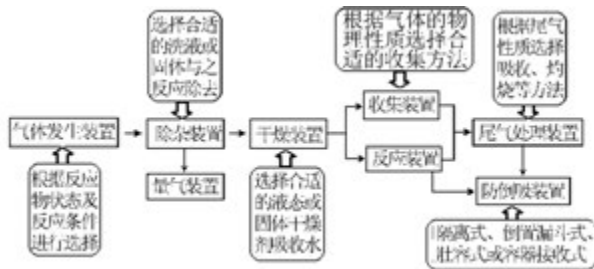 选择合适
的洗液或
固体与之
反应除去
根据气体的物
理性质选择合
适的收集方法
根据尾气
性质选择
吸收、灼
烧等方法
气体发生装置
除杂装置
干燥装置
收集装置
反应装置
尾气处理装置
量气装置
防倒吸装置
根据反应
物状态及
反应条件
进行选择
选择合适
的液态或
固体干燥
剂吸收水
隔离式、倒置漏斗式、
肚容式或容器接收式